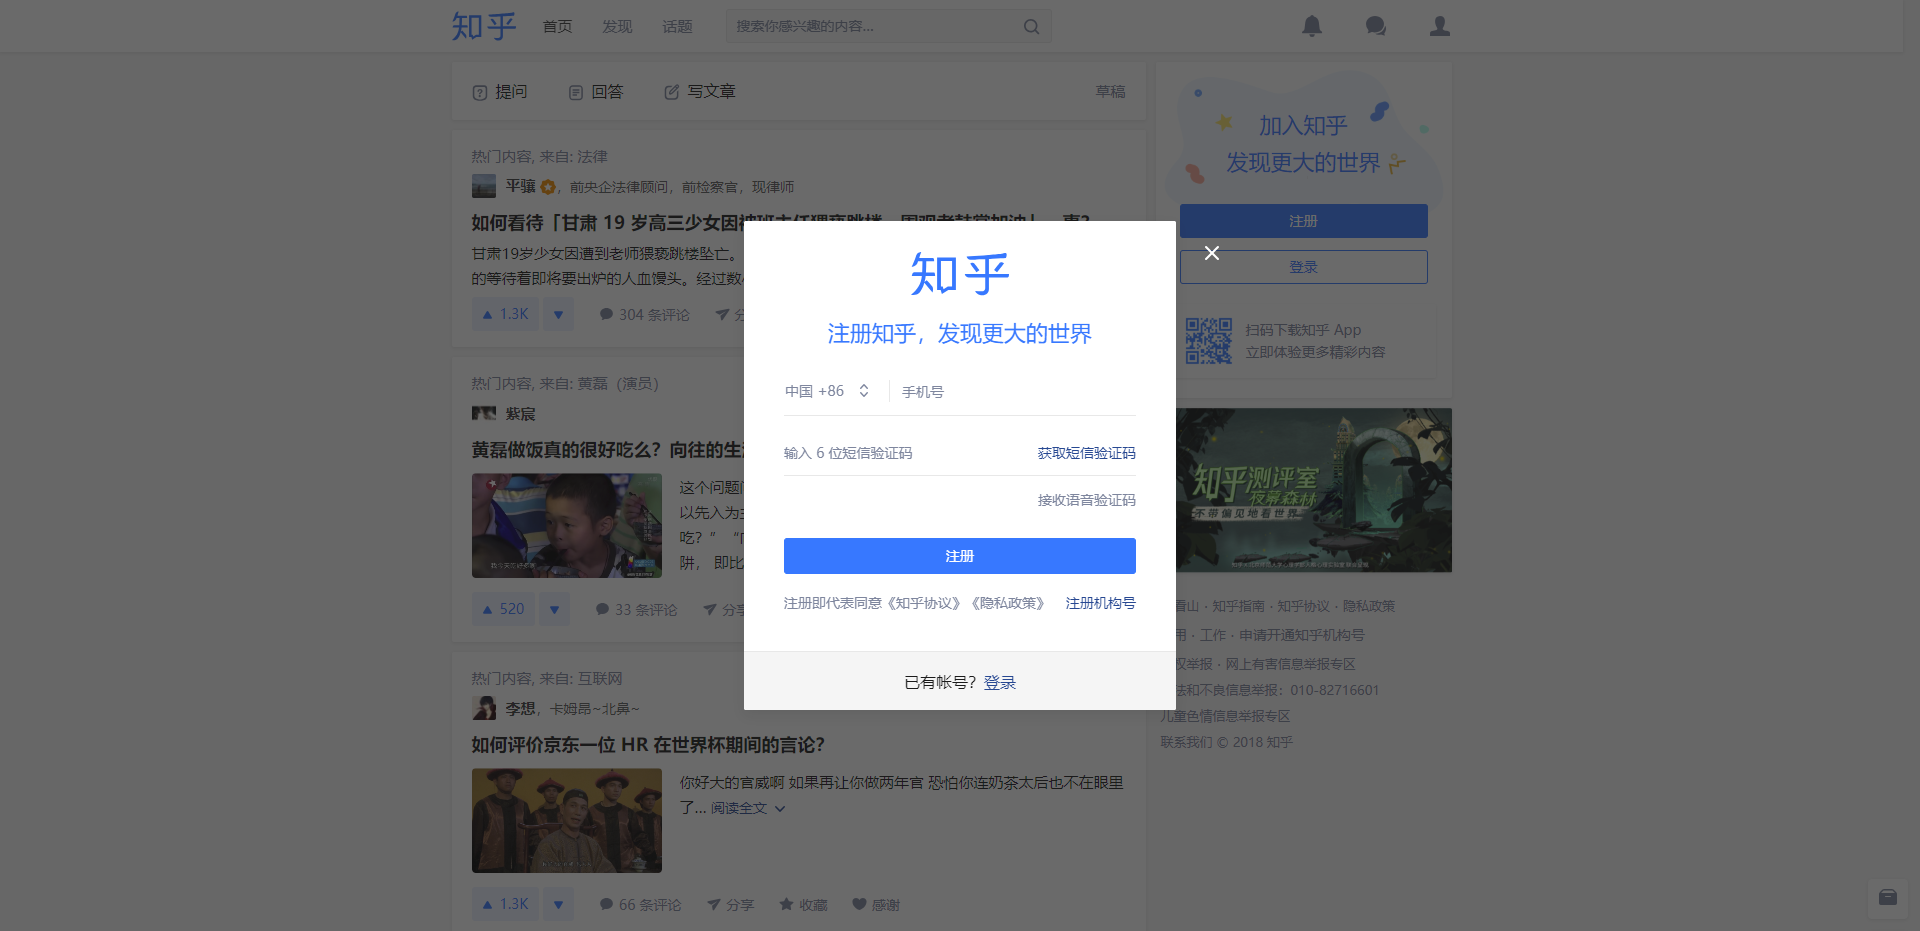 知乎
首页
发现
话题
搜索你感兴趣的内容...
提问
回答
写文章
草稿
热门内容, 来自: 法律
平骧，前央企法律顾问，前检察官，现律师
如何看待「甘肃 19 岁高三少女因被班主任猥亵跳楼，围观者鼓掌加油」一事？
甘肃19岁少女因遭到老师猥亵跳楼坠亡。
的等待着即将要出炉的人血馒头。经过数
1.3K
304 条评论
热门内容, 来自: 黄磊（演员）
紫宸
黄磊做饭真的很好吃么？向往的生
这个问题
以先入为
吃？” “
阱， 即比
520
33 条评论
分享
热门内容, 来自: 互联网
李想，卡姆昂~北鼻~
如何评价京东一位 HR 在世界杯期间的言论？
你好大的官威啊 如果再让你做两年官 恐怕你连奶茶太后也不在眼里
了... 阅读全文
1.3K
66 条评论
分享
收藏
感谢
知乎
注册知乎，发现更大的世界
中国 +86
手机号
输入 6 位短信验证码
获取短信验证码
接收语音验证码
注册
注册即代表同意《知乎协议》《隐私政策》
注册机构号
已有帐号？登录
加入知乎
发现更大的世界
注册
登录
扫码下载知乎 App
立即体验更多精彩内容
知乎测评室
夜幕森林
不带偏见地看世界
看山 · 知乎指南 · 知乎协议 · 隐私政策
用 · 工作 · 申请开通知乎机构号
权举报 · 网上有害信息举报专区
法和不良信息举报：010-82716601
儿童色情信息举报专区
联系我们 © 2018 知乎